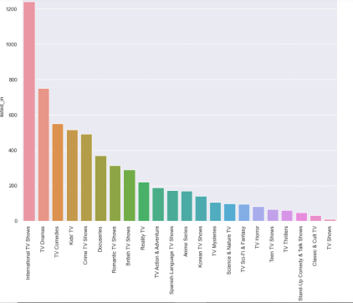 1200
1000
800
600
400
200
0
listed_in
International TV Shows
TV Dramas
TV Comedies
Kids' TV
Crime TV Shows
Docuseries
Romantic TV Shows
British TV Shows
Reality TV
TV Action & Adventure
Spanish-Language TV Shows
Anime Series
Korean TV Shows
TV Mysteries
Science & Nature TV
TV Sci-Fi & Fantasy
TV Horror
Teen TV Shows
TV Thrillers
Stand-Up Comedy & Talk Shows
Classic & Cult TV
TV Shows